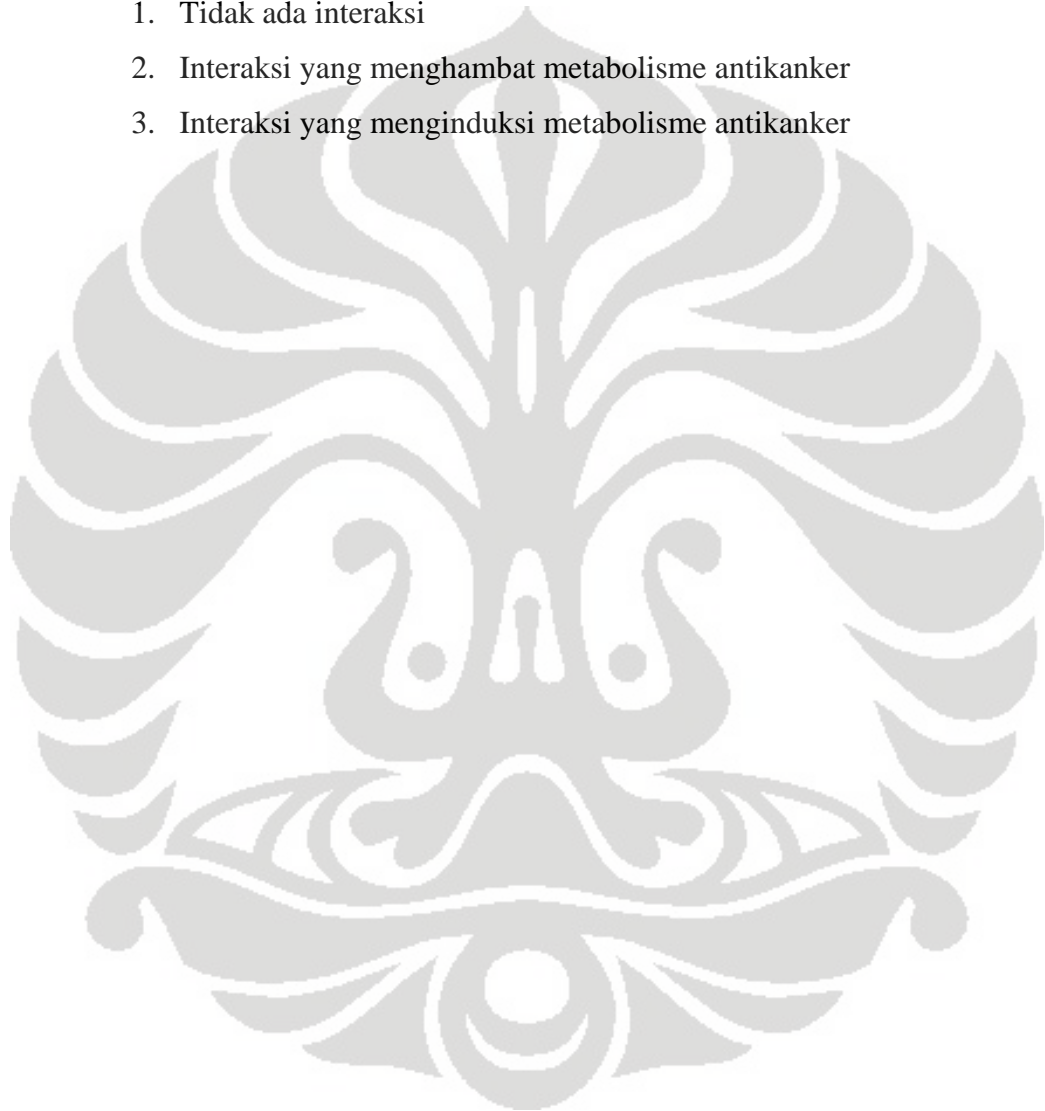 1. Tidak ada interaksi
2. Interaksi yang menghambat metabolisme antikanker
3. Interaksi yang menginduksi metabolisme antikanker